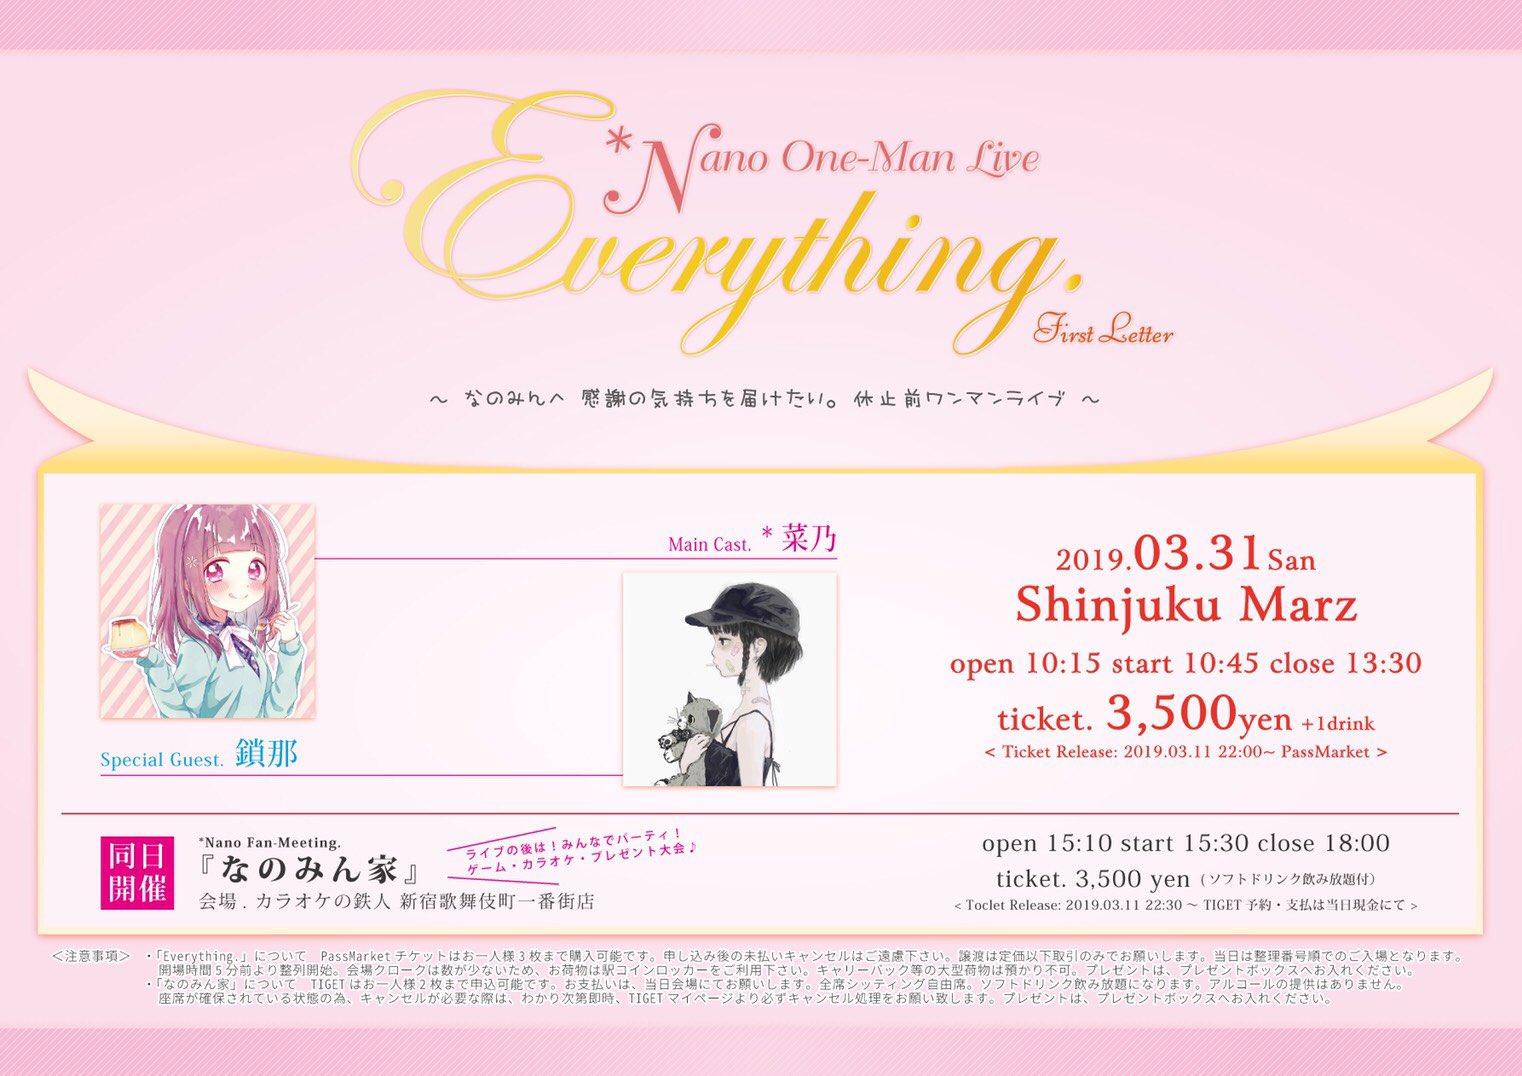 *Nano One-Man Live
Everything.
First Letter
～ なのみんへ 感謝の気持ちを届けたい。休止前ワンマンライブ ～
Main Cast. *菜乃
Special Guest. 鎖那
2019.03.31 San
Shinjuku Marz
open 10:15 start 10:45 close 13:30
ticket. 3,500yen +1drink
< Ticket Release: 2019.03.11 22:00～ PassMarket >
同日
開催
*Nano Fan-Meeting.
『なのみん家』
会場 . カラオケの鉄人 新宿歌舞伎町一番街店
ライブの後は！みんなでパーティ！
ゲーム・カラオケ・プレゼント大会♪
open 15:10 start 15:30 close 18:00
ticket. 3,500 yen (ソフトドリンク飲み放題付)
< Toclet Release: 2019.03.11 22:30 ～ TIGET 予約・支払は当日現金にて >
＜注意事項＞ ・「Everything.」について PassMarket チケットはお一人様３枚まで購入可能です。申し込み後の未払いキャンセルはご遠慮下さい。譲渡は定価以下取引のみでお願いします。当日は整理番号順でのご入場となります。
開場時間５分前より整列開始。会場クロークは数が少ないため、お荷物は駅コインロッカーをご利用下さい。キャリーバック等の大型荷物は預かり不可。プレゼントは、プレゼントボックスへお入れください。
・「なのみん家」について TIGET はお一人様２枚まで申込可能です。お支払いは、当日会場にてお願いします。全席シッティング自由席。ソフトドリンク飲み放題になります。アルコールの提供はありません。
座席が確保されている状態の為、キャンセルが必要な際は、わかり次第即時、TIGET マイページより必ずキャンセル処理をお願い致します。プレゼントは、プレゼントボックスへお入れください。